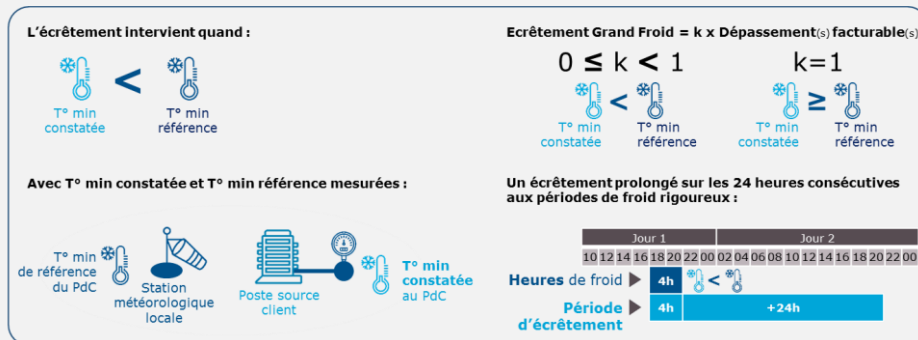 L'écrêtement intervient quand :
<
T° min
constatée
T° min
référence
Ecrêtement Grand Froid = k x Dépassement(s) facturable(s)
0 ≤ k < 1
k=1
<
T° min
constatée
T° min
référence
≥
T° min
constatée
T° min
référence
Avec T° min constatée et T° min référence mesurées :
T° min
de référence
du PdC
Station
météorologique
locale
Poste source
client
T° min
constatée
au PdC
Un écrêtement prolongé sur les 24 heures consécutives
aux périodes de froid rigoureux :
Jour 1
Jour 2
10 12 14 16 18 20 22 00 02 04 06 08 10 12 14 16 18 20 22 00
Heures de froid
4h
<
Période
d'écrêtement
4h
+24h